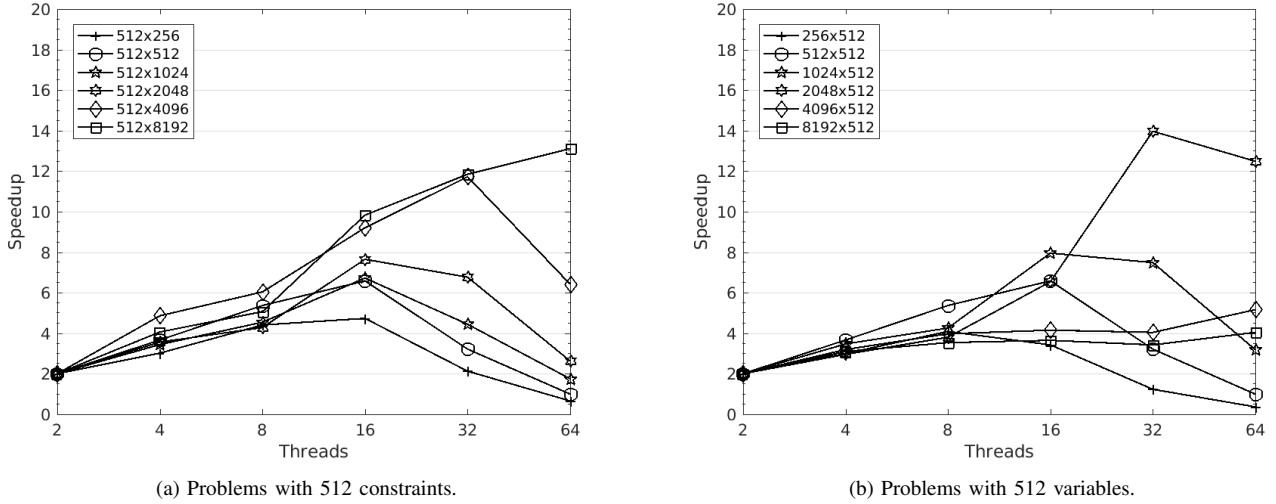 20
18
16
14
12
10
8
6
4
2
0
Speedup
512x256
512x512
512x1024
512x2048
512x4096
512x8192
2 4 8 16 32 64
Threads
(a) Problems with 512 constraints.
20
18
16
14
12
10
8
6
4
2
0
Speedup
256x512
512x512
1024x512
2048x512
4096x512
8192x512
2 4 8 16 32 64
Threads
(b) Problems with 512 variables.